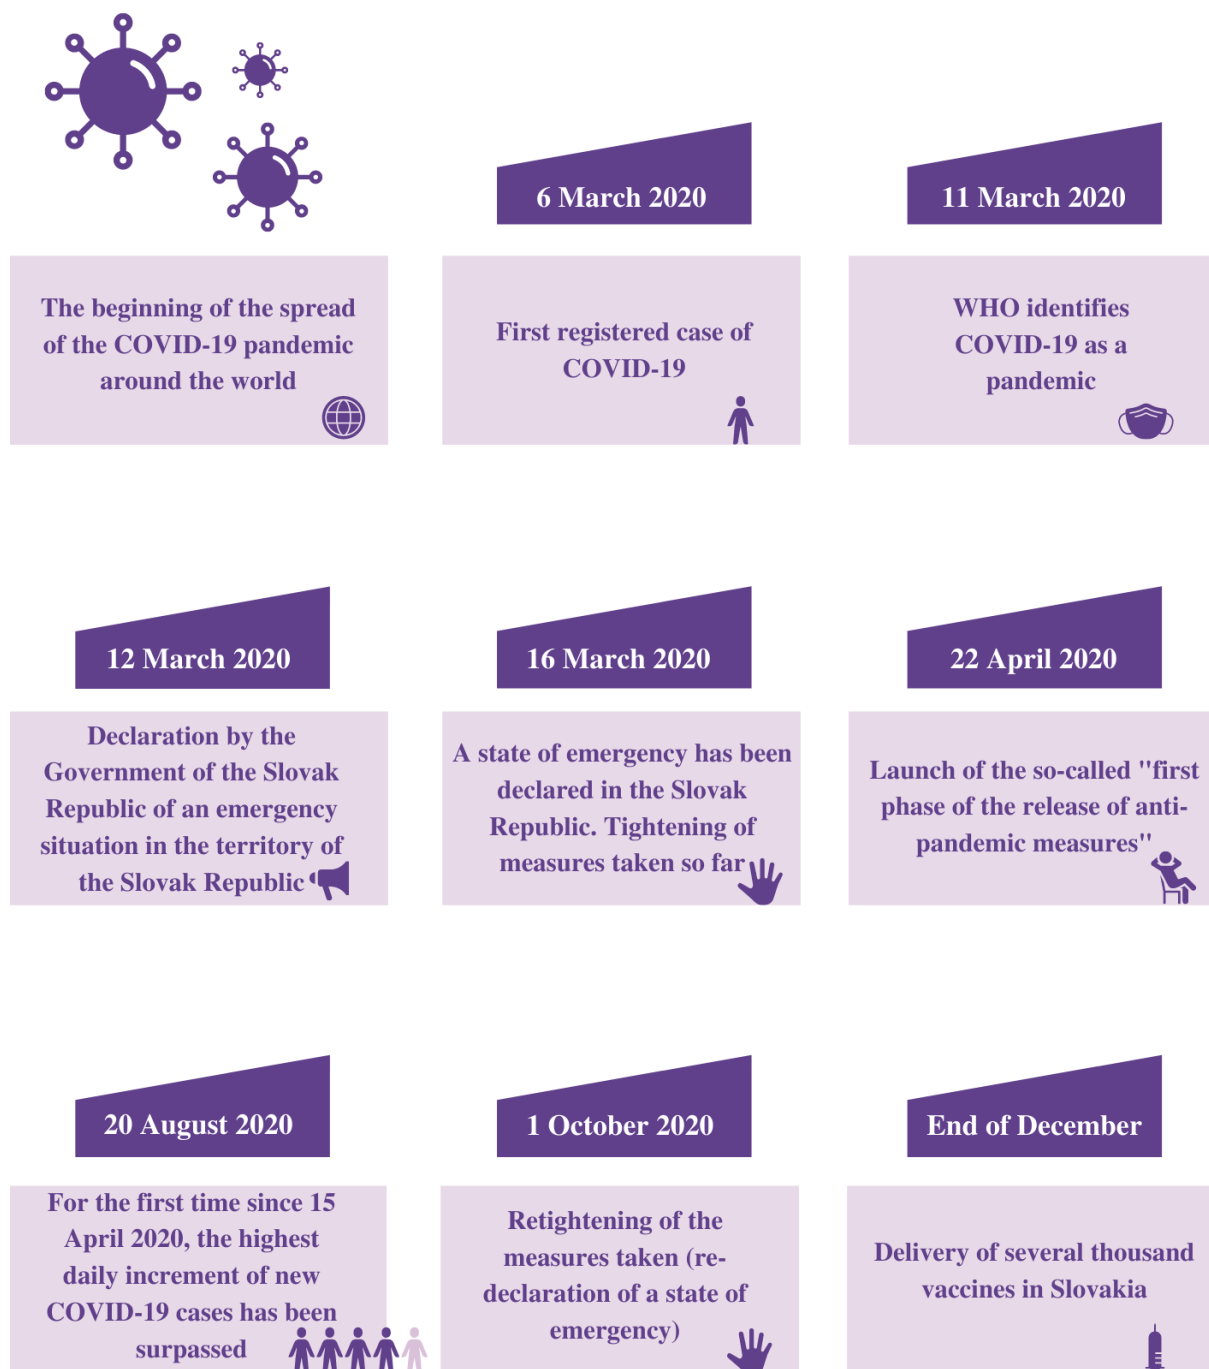 The beginning of the spread
of the COVID-19 pandemic
around the world
6 March 2020
First registered case of
COVID-19
11 March 2020
WHO identifies
COVID-19 as a
pandemic
12 March 2020
Declaration by the
Government of the Slovak
Republic of an emergency
situation in the territory of
the Slovak Republic
16 March 2020
A state of emergency has been
declared in the Slovak
Republic. Tightening of
measures taken so far
22 April 2020
Launch of the so-called "first
phase of the release of anti-
pandemic measures"
20 August 2020
For the first time since 15
April 2020, the highest
daily increment of new
COVID-19 cases has been
surpassed
1 October 2020
Retightening of the
measures taken (re-
declaration of a state of
emergency)
End of December
Delivery of several thousand
vaccines in Slovakia